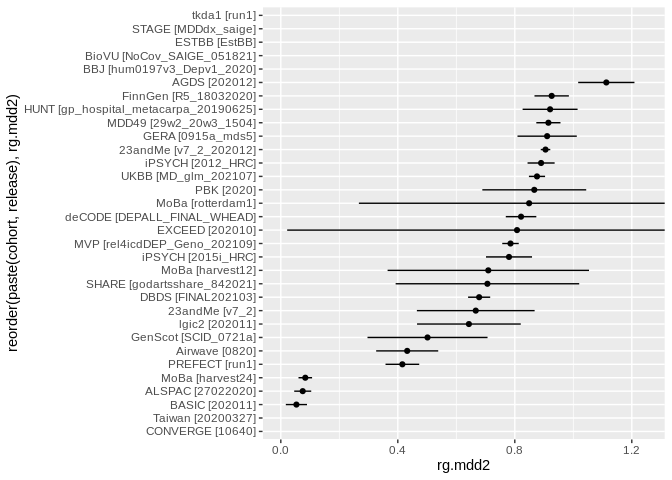 tkda1 [run1]
STAGE [MDDdx_saige]
ESTBB [EstBB]
BioVU [NoCov_SAIGE_051821]
BBJ [hum0197v3_Depv1_2020]
AGDS [202012]
FinnGen [R5_18032020]
HUNT [gp_hospital_metacarpa_20190625]
MDD49 [29w2_20w3_1504]
GERA [0915a_mds5]
23andMe [v7_2_202012]
iPSYCH [2012_HRC]
UKBB [MD_glm_202107]
PBK [2020]
MoBa [rotterdam1]
deCODE [DEPALL_FINAL_WHEAD]
EXCEED [202010]
MVP [rel4icdDEP_Geno_202109]
iPSYCH [2015i_HRC]
MoBa [harvest12]
SHARE [godartsshare_842021]
DBDS [FINAL202103]
23andMe [v7_2]
lgic2 [202011]
GenScot [SCID_0721a]
Airwave [0820]
PREFECT [run1]
MoBa [harvest24]
ALSPAC [27022020]
BASIC [202011]
Taiwan [20200327]
CONVERGE [10640]
reorder(paste(cohort, release), rg.mdd2)
0.0 0.4 0.8 1.2
rg.mdd2